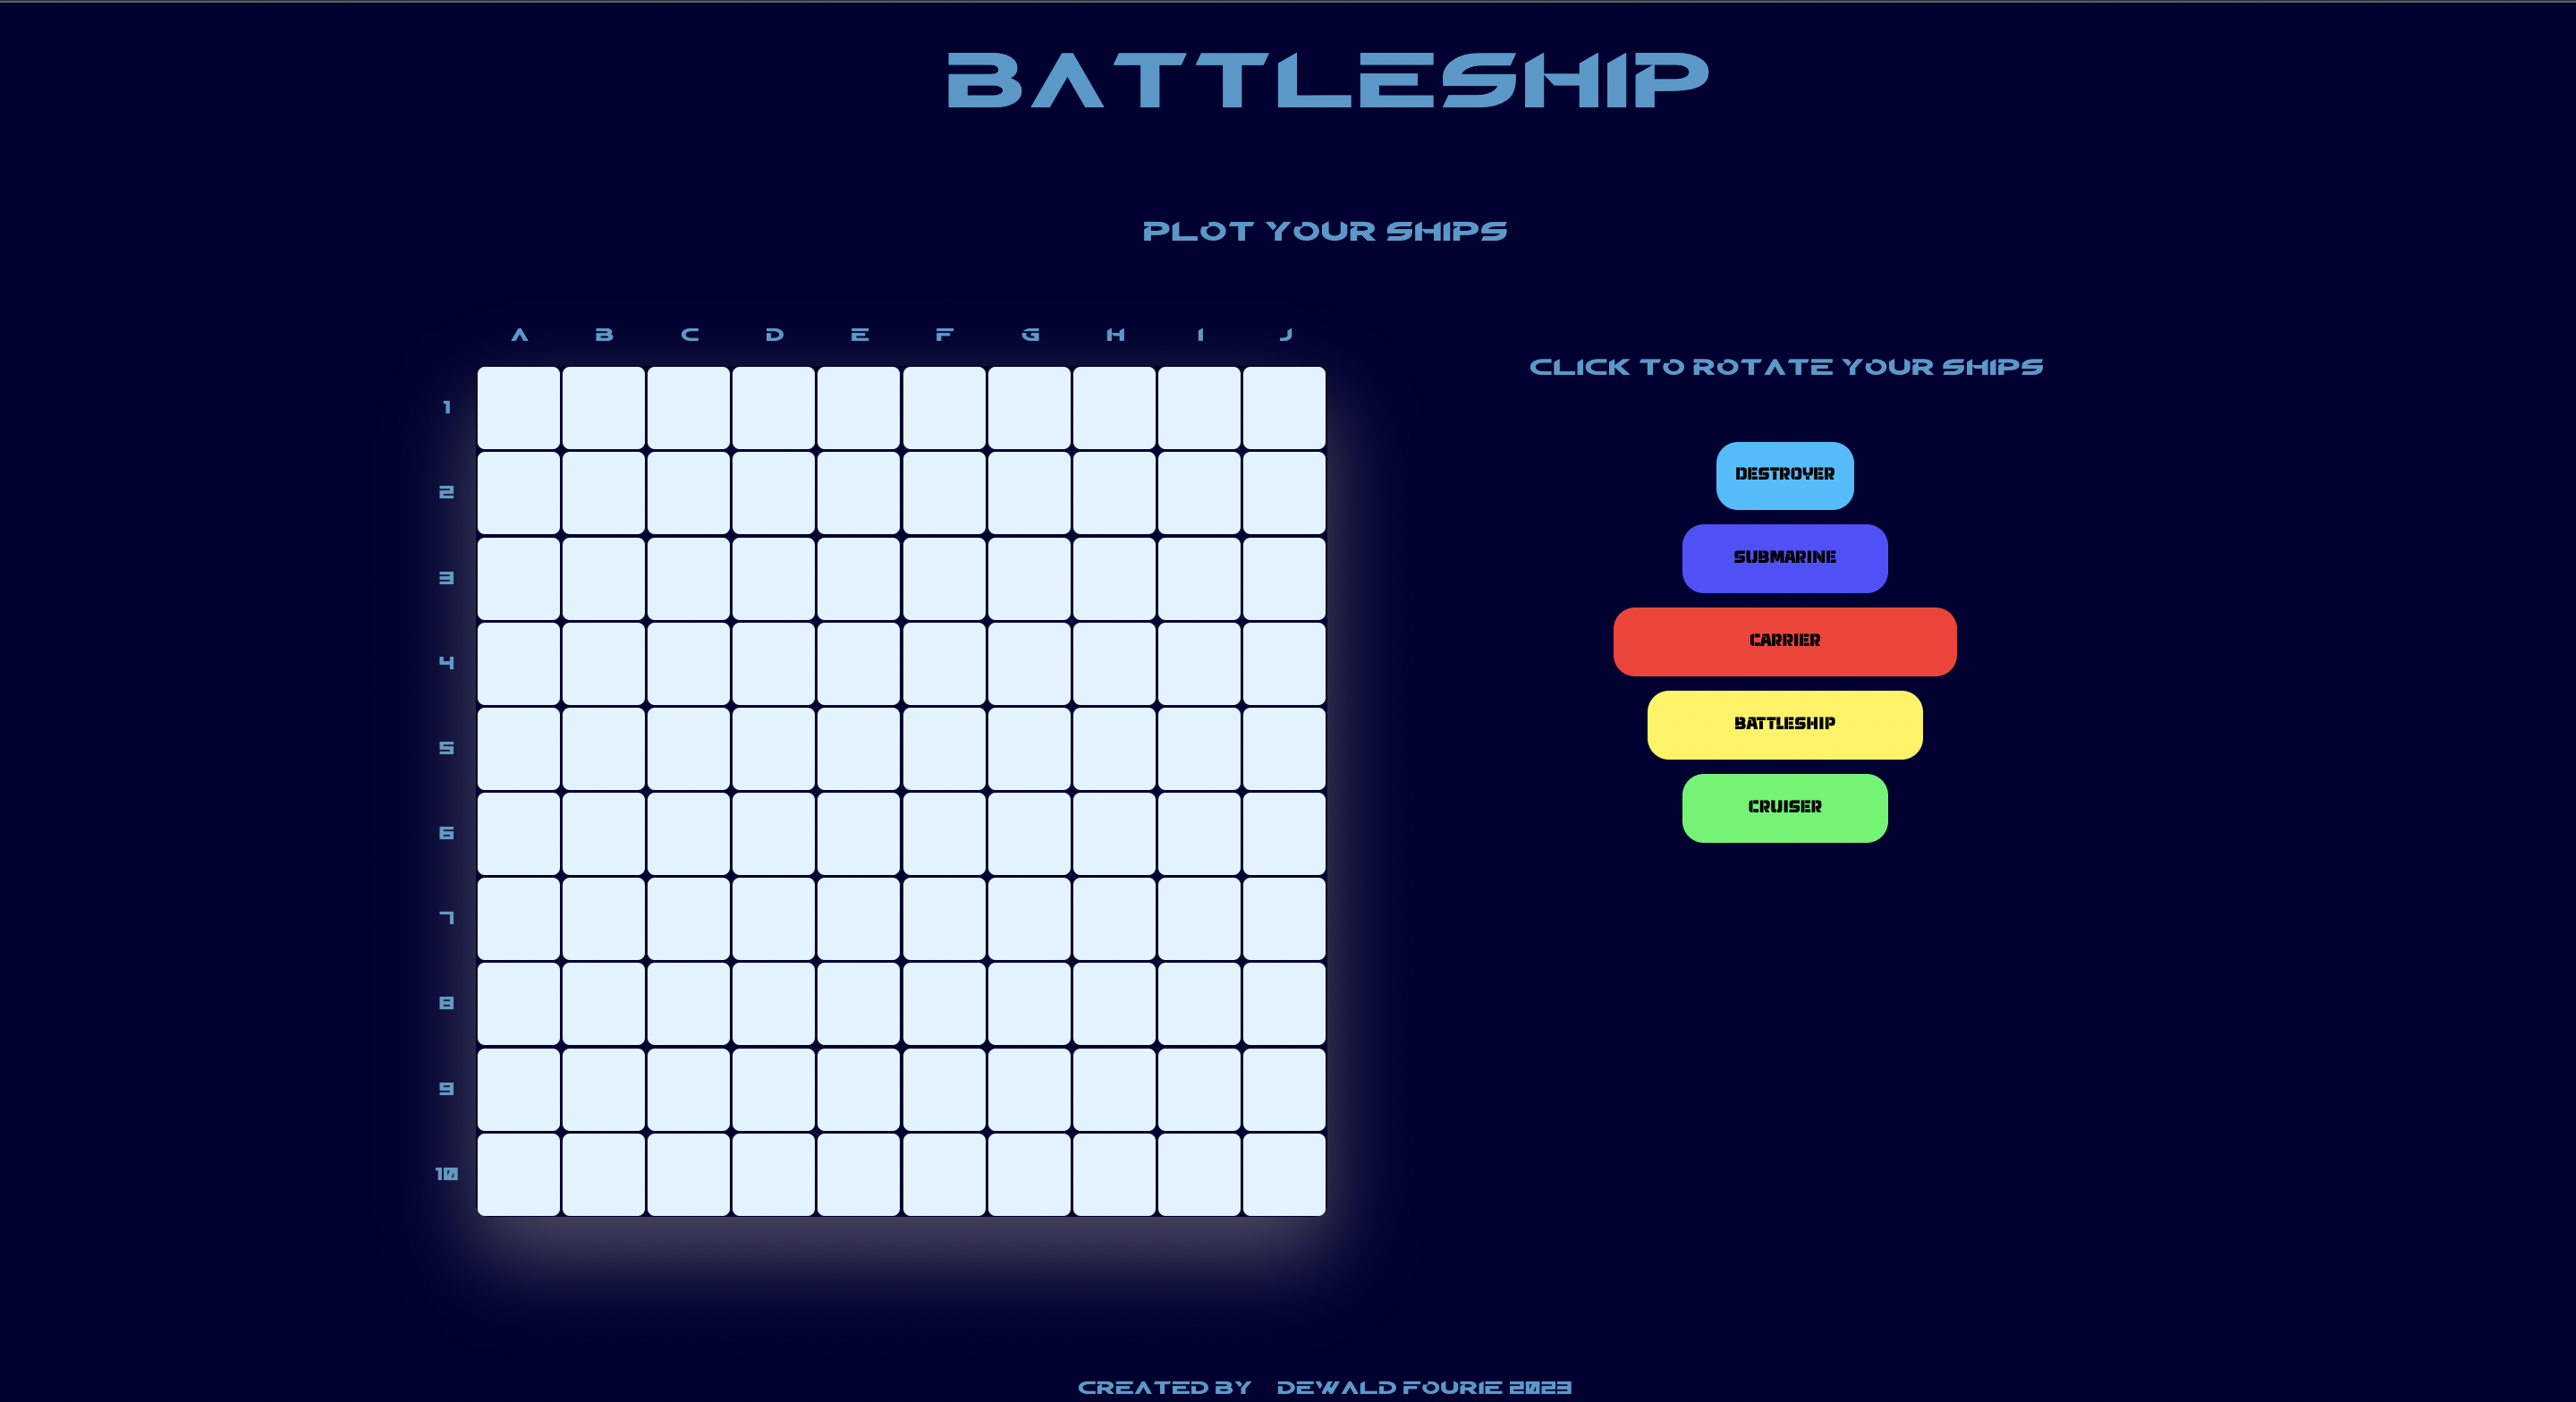 BATTLESHIP
PLOT YOUR SHIPS
A B C D E F G H I J
1
2
3
4
5
6
7
8
9
10
CLICK TO ROTATE YOUR SHIPS
DESTROYER
SUBMARINE
CARRIER
BATTLESHIP
CRUISER
CREATED BY DEWALD FOURIE 2023